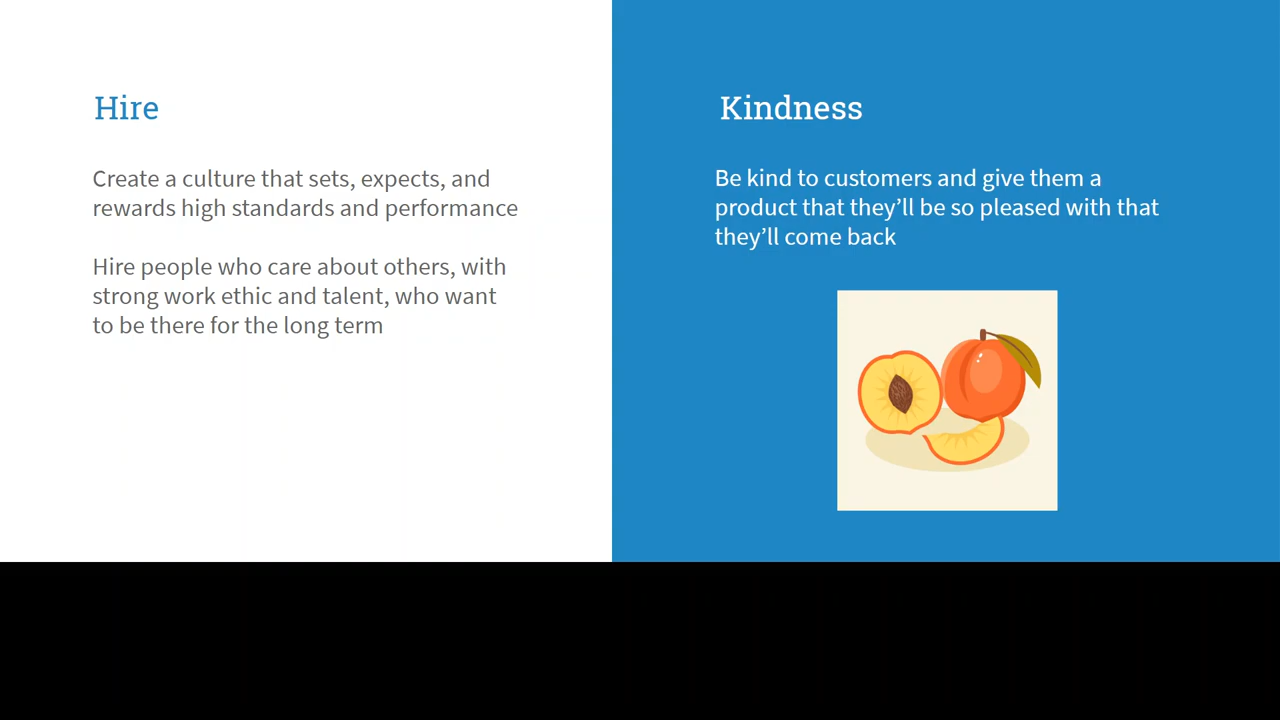 Hire
Create a culture that sets, expects, and
rewards high standards and performance
Hire people who care about others, with
strong work ethic and talent, who want
to be there for the long term
Kindness
Be kind to customers and give them a
product that they’ll be so pleased with that
they’ll come back